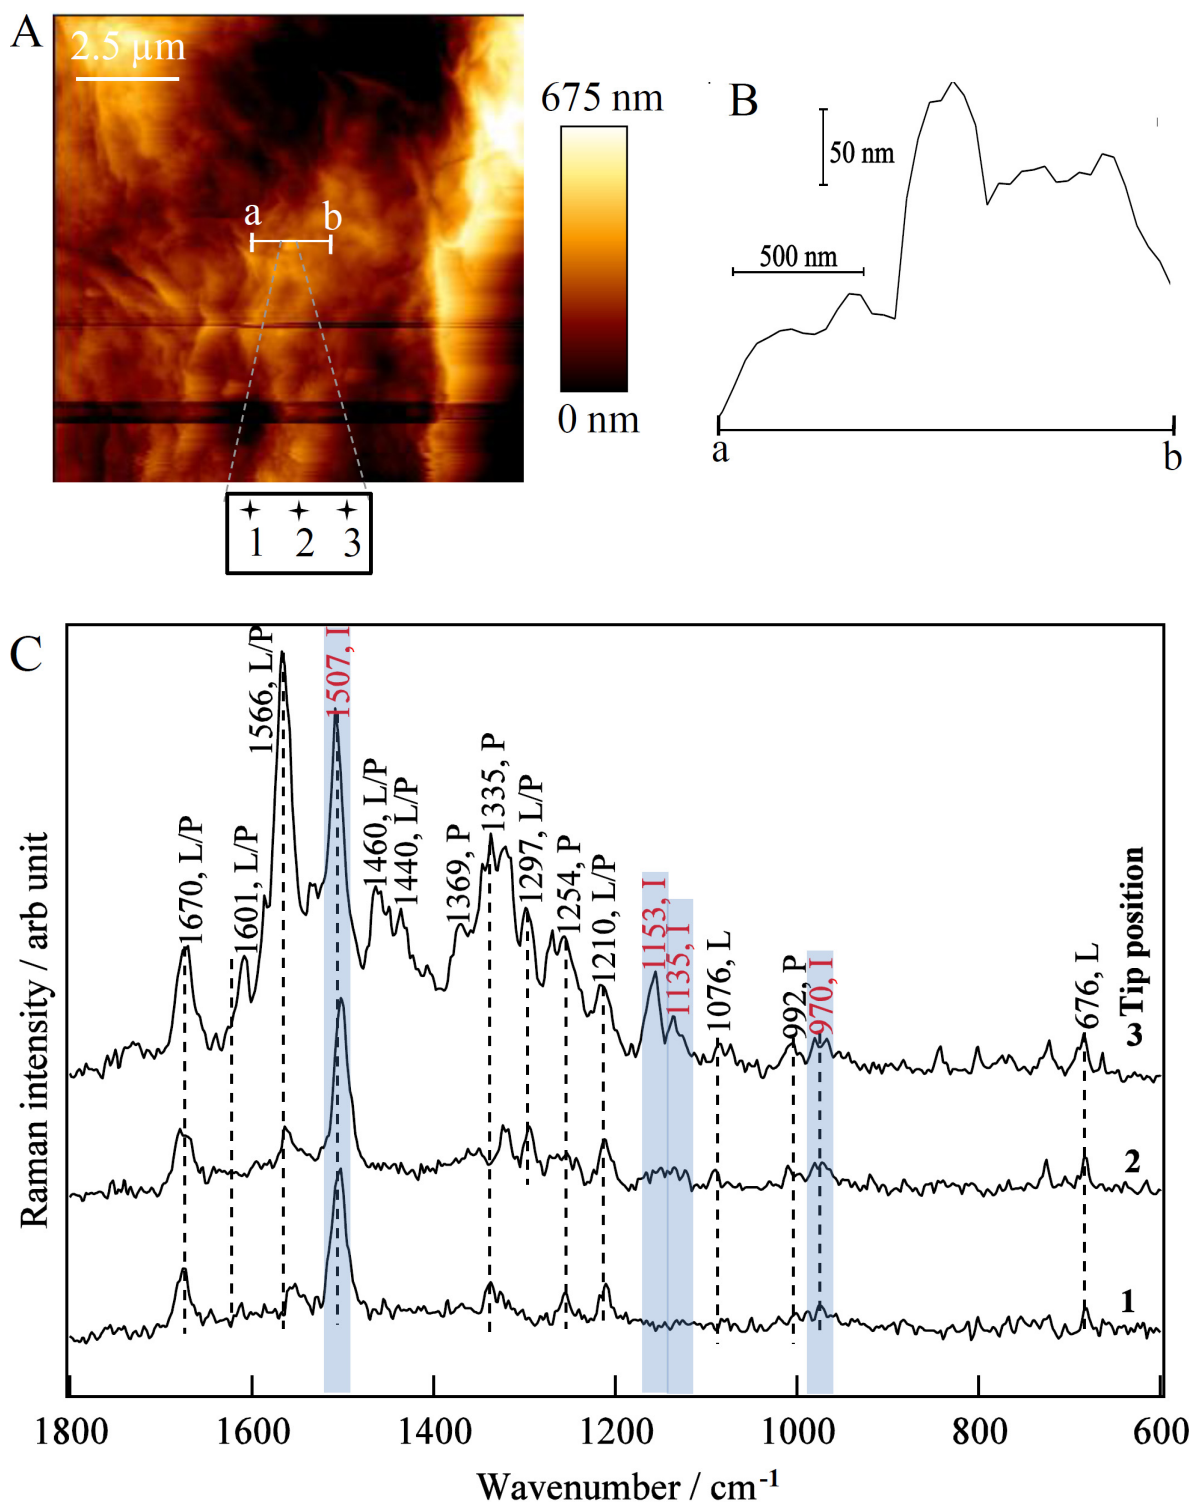 A
2.5 µm
a
b
675 nm
0 nm
1 2 3
B
50 nm
500 nm
a
b
C
Raman intensity / arb unit
1670, L/P
1601, L/P
1566, L/P
1507, I
1460, L/P
1440, L/P
1369, P
1335, P
1297, L/P
1254, P
1210, L/P
1153, I
1135, I
1076, L
992, P
970, I
676, L
Tip position
3
2
1
1800 1600 1400 1200 1000 800 600
Wavenumber / cm⁻¹